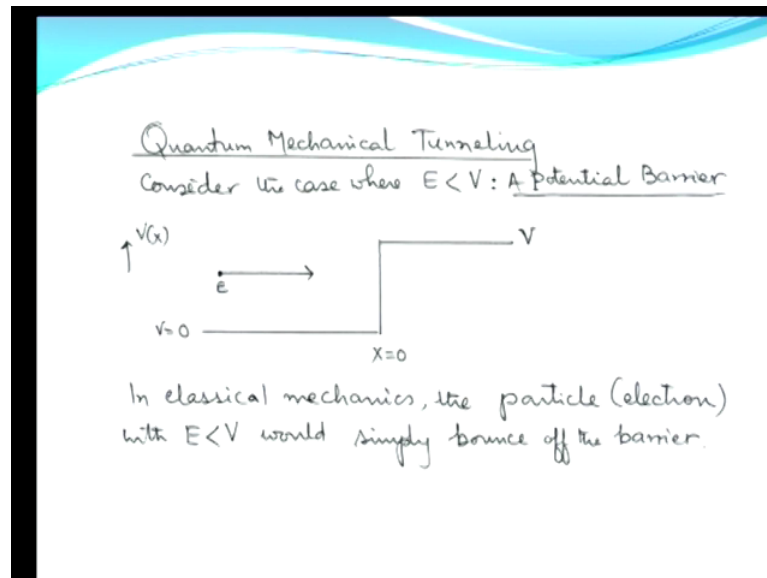 Quantum Mechanical Tunneling
Consider the case where E < V : A potential Barrier
V(x)
V
e
V=0
X=0
In classical mechanics, the particle (electron)
with E<V would simply bounce off the barrier.